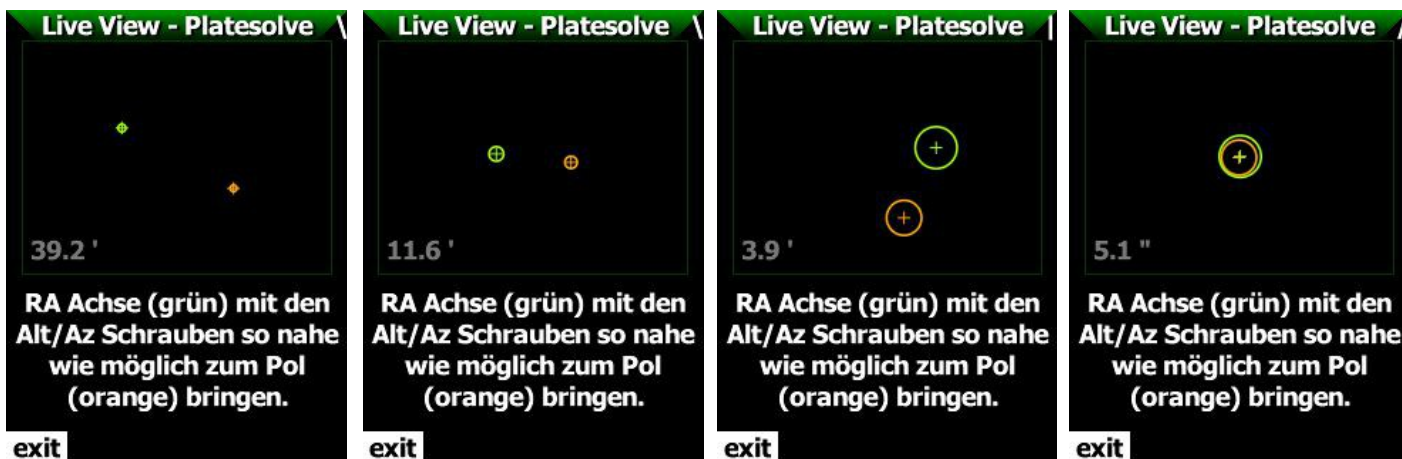 Live View - Platesolve \
39.2 '
RA Achse (grün) mit den
Alt/Az Schrauben so nahe
wie möglich zum Pol
(orange) bringen.
exit
Live View - Platesolve \
11.6 '
RA Achse (grün) mit den
Alt/Az Schrauben so nahe
wie möglich zum Pol
(orange) bringen.
exit
Live View - Platesolve |
3.9 '
RA Achse (grün) mit den
Alt/Az Schrauben so nahe
wie möglich zum Pol
(orange) bringen.
exit
Live View - Platesolve /
5.1 "
RA Achse (grün) mit den
Alt/Az Schrauben so nahe
wie möglich zum Pol
(orange) bringen.
exit